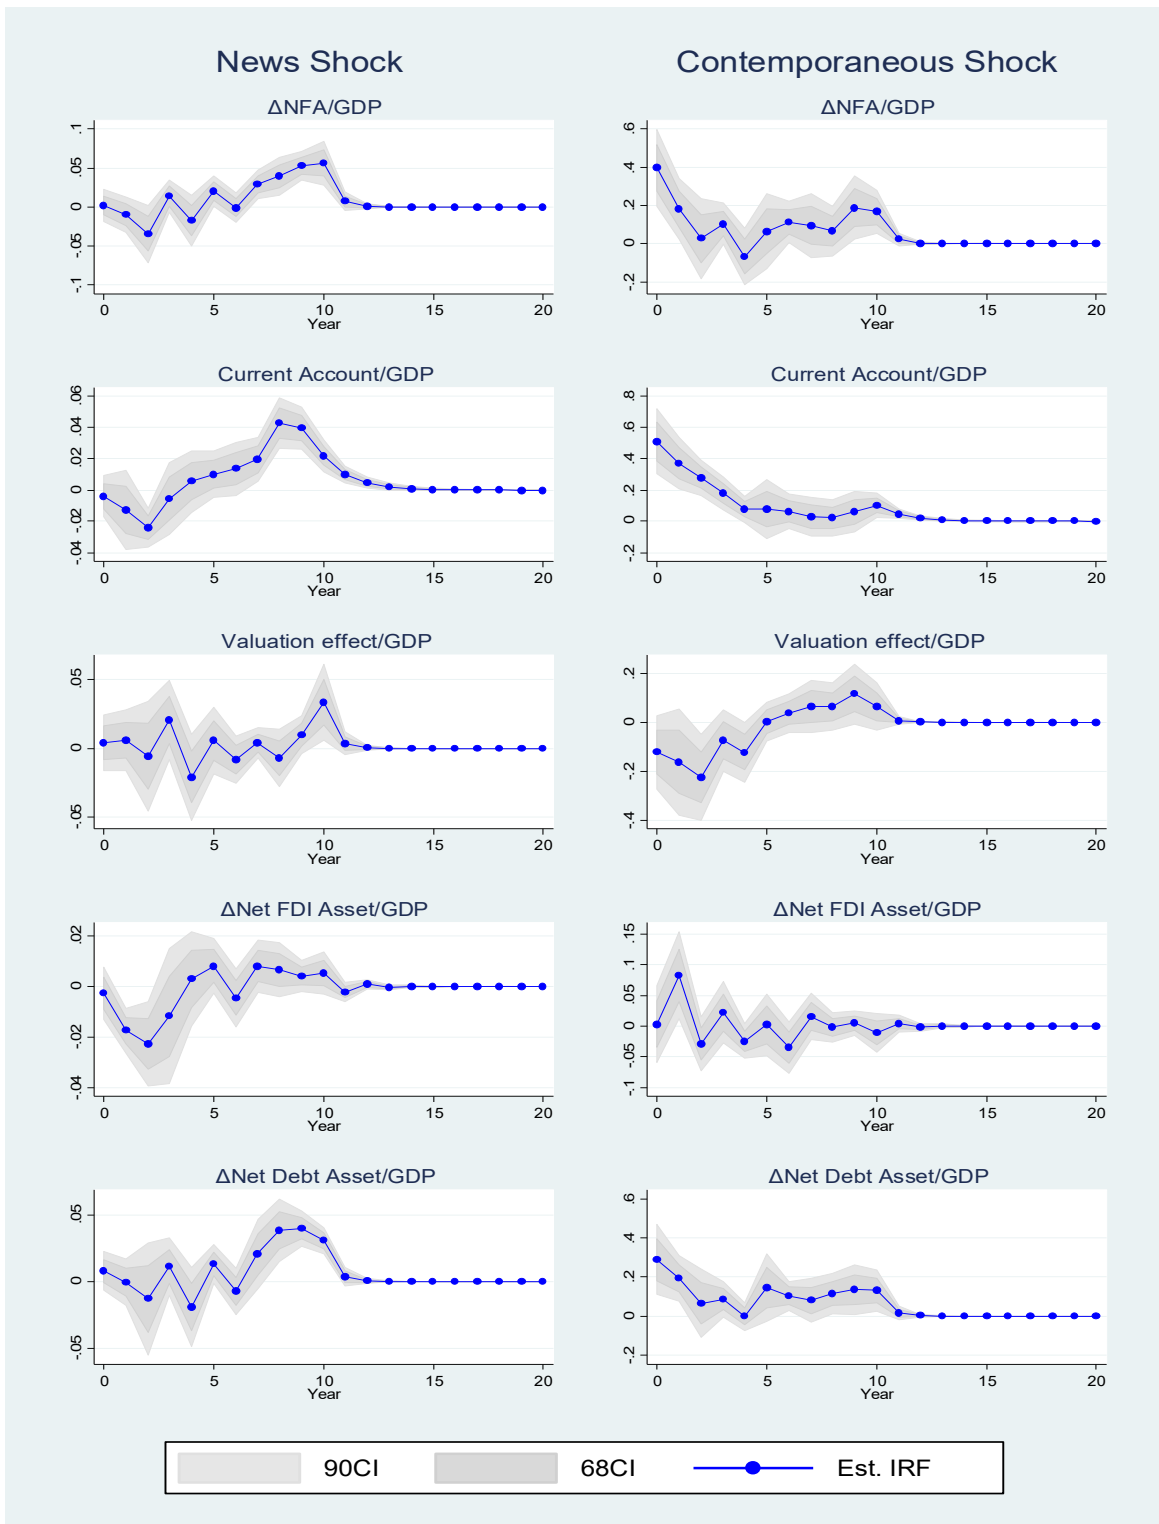 News Shock
Contemporaneous Shock
ΔNFA/GDP
.1
.05
0
-.05
-.1
0 5 10 15 20
Year
ΔNFA/GDP
.6
.4
.2
0
-.2
0 5 10 15 20
Year
Current Account/GDP
.06
.04
.02
0
-.02
-.04
0 5 10 15 20
Year
Current Account/GDP
.8
.6
.4
.2
0
-.2
0 5 10 15 20
Year
Valuation effect/GDP
.05
0
-.05
0 5 10 15 20
Year
Valuation effect/GDP
.2
0
-.2
-.4
0 5 10 15 20
Year
ΔNet FDI Asset/GDP
.02
0
-.02
-.04
0 5 10 15 20
Year
ΔNet FDI Asset/GDP
.15
.1
.05
0
-.05
-.1
0 5 10 15 20
Year
ΔNet Debt Asset/GDP
.05
0
-.05
0 5 10 15 20
Year
ΔNet Debt Asset/GDP
.6
.4
.2
0
-.2
0 5 10 15 20
Year
90CI 68CI Est. IRF